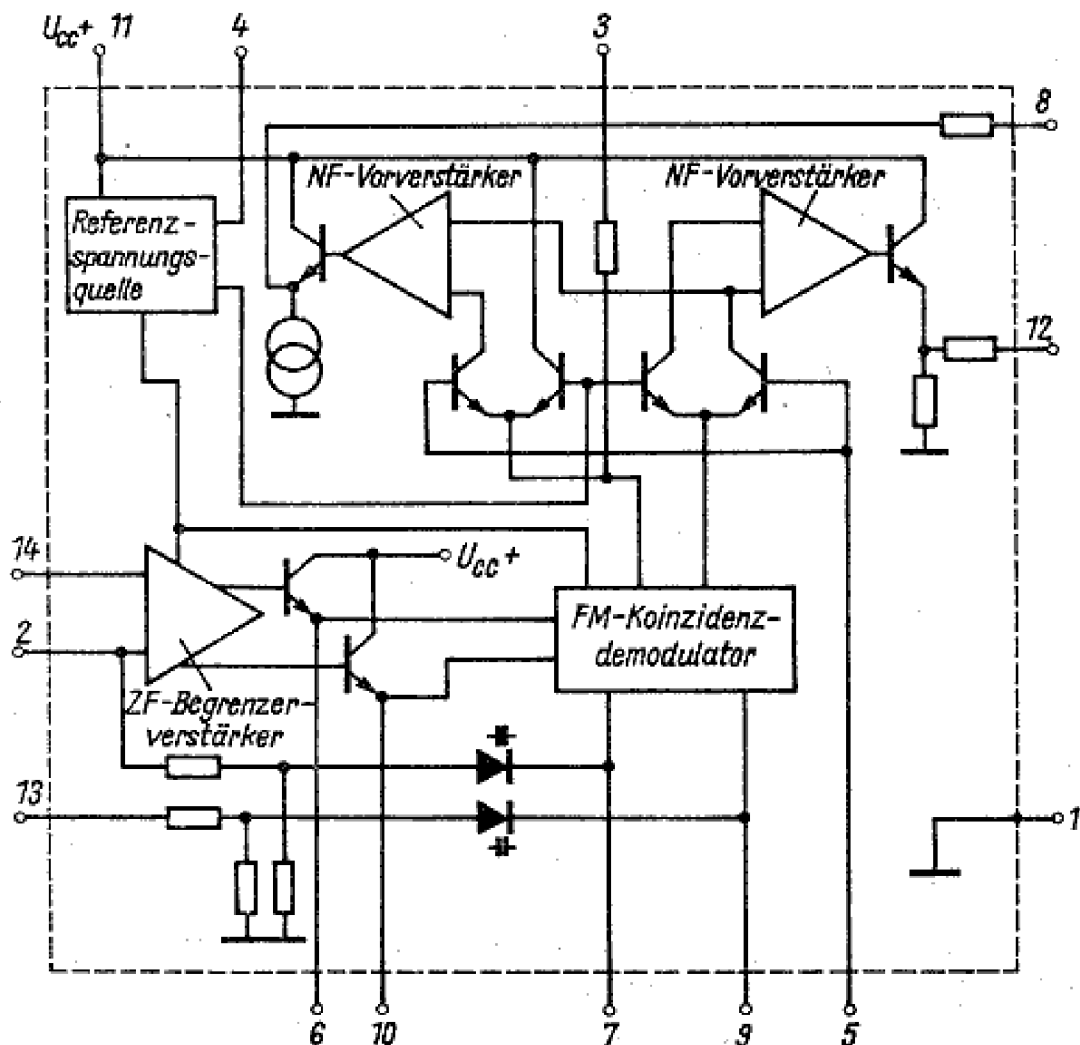 Ucc+ 11
4
3
8
NF-Vorverstärker
NF-Vorverstärker
Referenz-
spannungs-
quelle
12
14
Ucc+
2
FM-Koinzidenz-
demodulator
ZF-Begrenzer-
verstärker
13
1
6
10
7
9
5